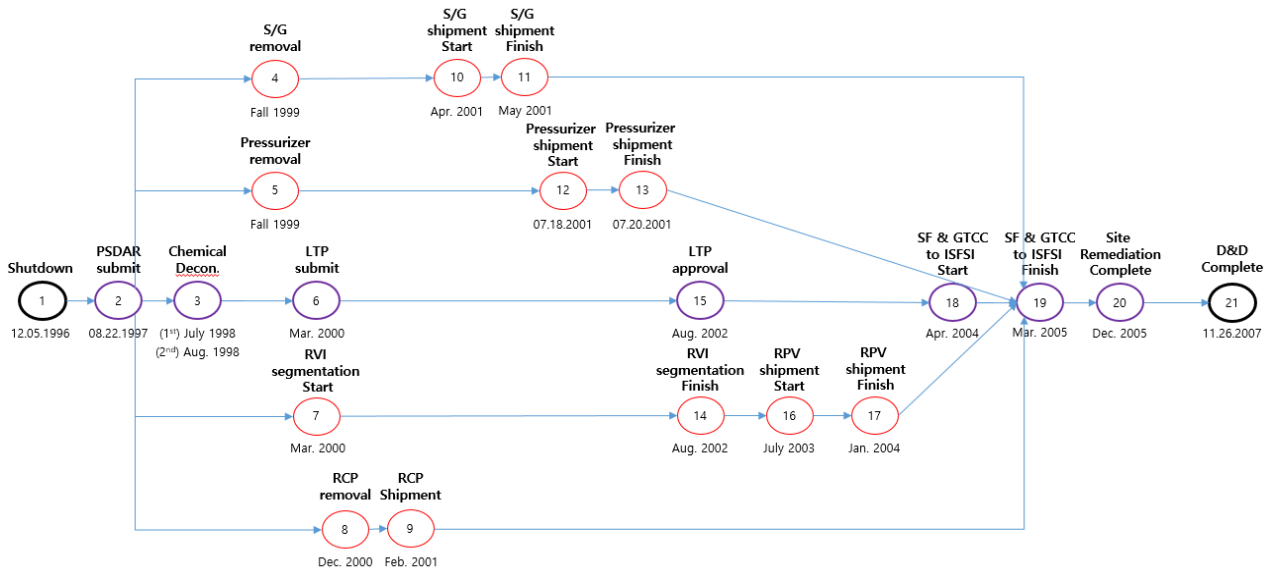 S/G
removal
4
Fall 1999
S/G
shipment
Start
10
Apr. 2001
S/G
shipment
Finish
11
May 2001
Pressurizer
removal
5
Fall 1999
Pressurizer
shipment
Start
12
07.18.2001
Pressurizer
shipment
Finish
13
07.20.2001
Shutdown
1
12.05.1996
PSDAR
submit
2
08.22.1997
Chemical
Decon.
3
(1st) July 1998
(2nd) Aug. 1998
LTP
submit
6
Mar. 2000
LTP
approval
15
Aug. 2002
SF & GTCC
to ISFSI
Start
18
Apr. 2004
SF & GTCC
to ISFSI
Finish
19
Mar. 2005
Site
Remediation
Complete
20
Dec. 2005
D&D
Complete
21
11.26.2007
RVI
segmentation
Start
7
Mar. 2000
RVI
segmentation
Finish
14
Aug. 2002
RPV
shipment
Start
16
July 2003
RPV
shipment
Finish
17
Jan. 2004
RCP
removal
8
Dec. 2000
RCP
Shipment
9
Feb. 2001